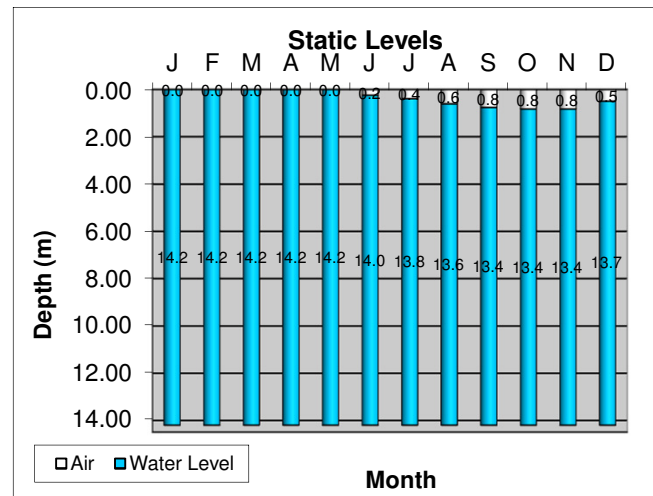 Static Levels
J F M A M J J A S O N D
0.00
0.0 0.0 0.0 0.0 0.0 0.2 0.4 0.6 0.8 0.8 0.8 0.5
2.00
4.00
6.00
14.2 14.2 14.2 14.2 14.2 14.0 13.8 13.6 13.4 13.4 13.4 13.7
8.00
10.00
12.00
14.00
Depth (m)
Air Water Level
Month